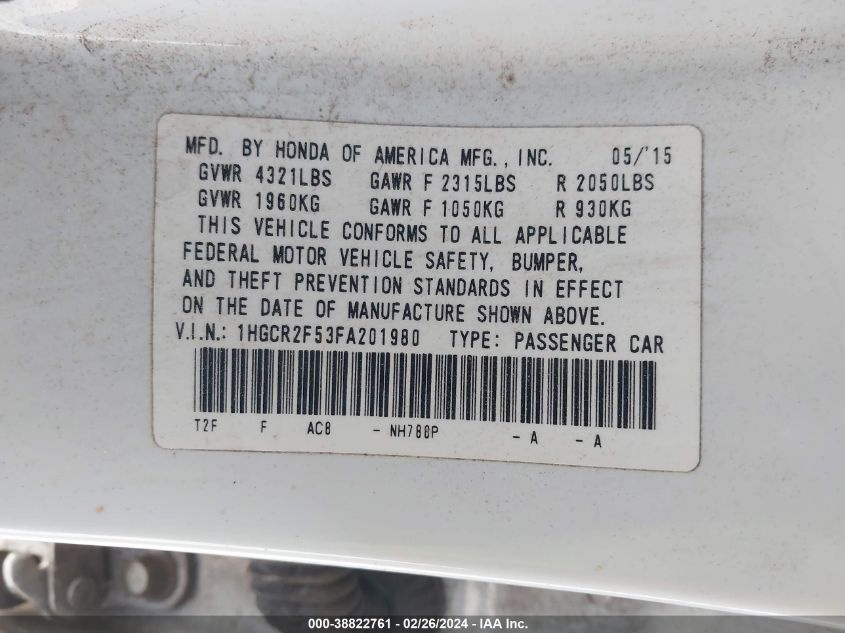 MFD. BY HONDA OF AMERICA MFG., INC. 05/'15
GVWR 4321LBS GAWR F 2315LBS R 2050LBS
GVWR 1960KG GAWR F 1050KG R 930KG
THIS VEHICLE CONFORMS TO ALL APPLICABLE
FEDERAL MOTOR VEHICLE SAFETY, BUMPER,
AND THEFT PREVENTION STANDARDS IN EFFECT
ON THE DATE OF MANUFACTURE SHOWN ABOVE.
V.I.N.: 1HGCR2F53FA201980 TYPE: PASSENGER CAR
T2F F AC8 - NH788P - A - A
000-38822761 - 02/26/2024 - IAA Inc.